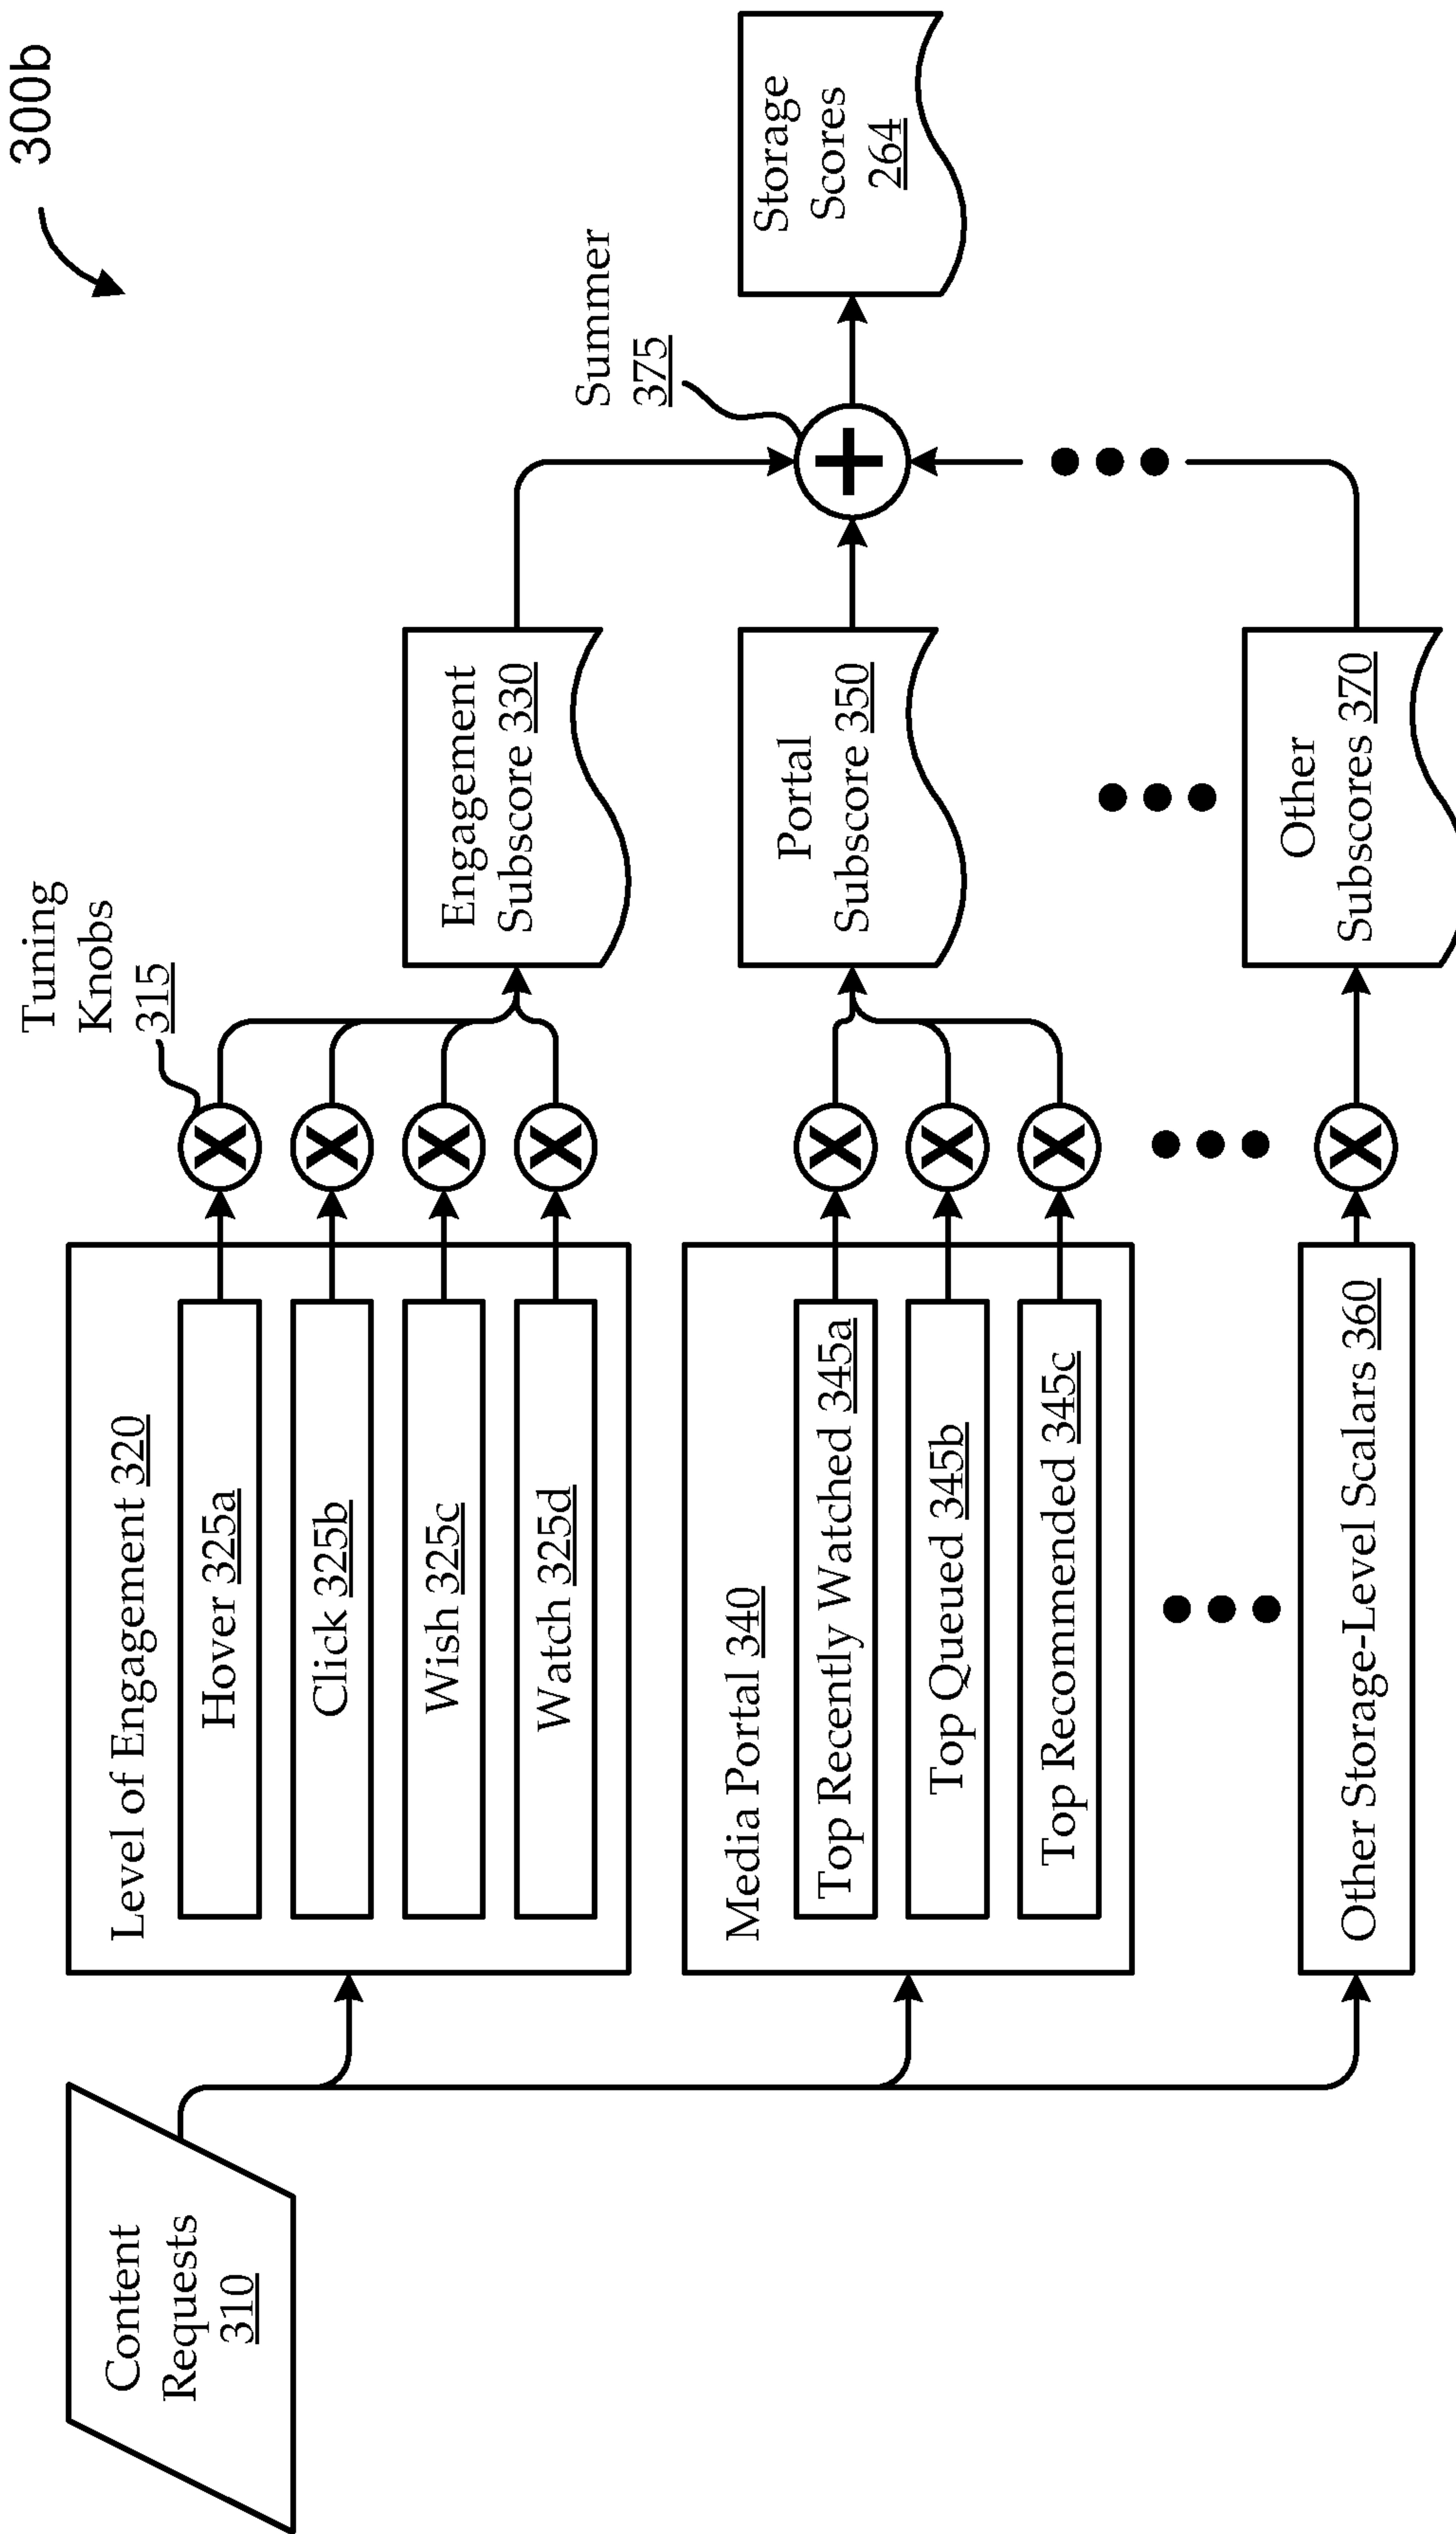 300b
Content
Requests
310
Level of Engagement 320
Hover 325a
Click 325b
Wish 325c
Watch 325d
Tuning
Knobs
315
X
X
X
X
Engagement
Subscore 330
Media Portal 340
Top Recently Watched 345a
Top Queued 345b
Top Recommended 345c
X
X
X
Portal
Subscore 350
Other Storage-Level Scalars 360
X
Other
Subscores 370
Summer
375
+
Storage
Scores
264